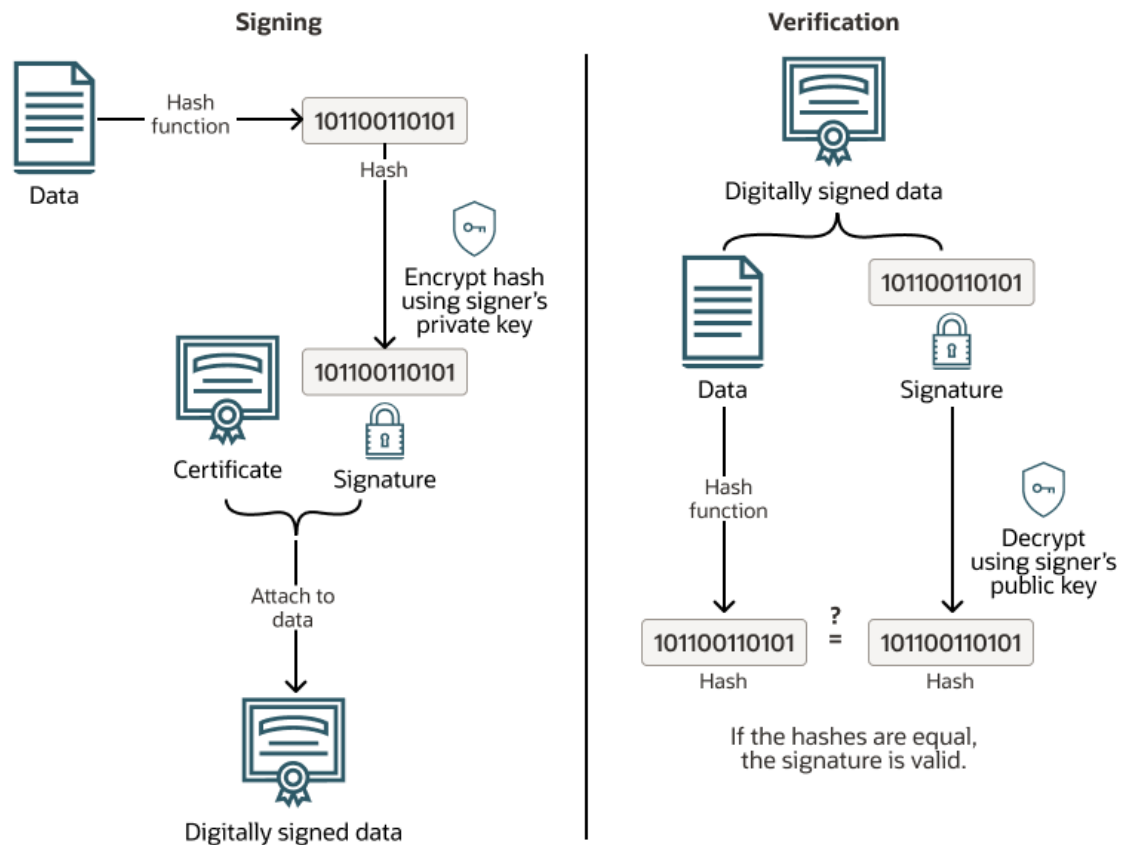 Signing
Data
Hash
function
101100110101
Hash
Encrypt hash
using signer's
private key
101100110101
Certificate
Signature
Attach to
data
Digitally signed data
Verification
Digitally signed data
Data
101100110101
Signature
Hash
function
Decrypt
using signer's
public key
101100110101
?
=
101100110101
Hash
Hash
If the hashes are equal,
the signature is valid.